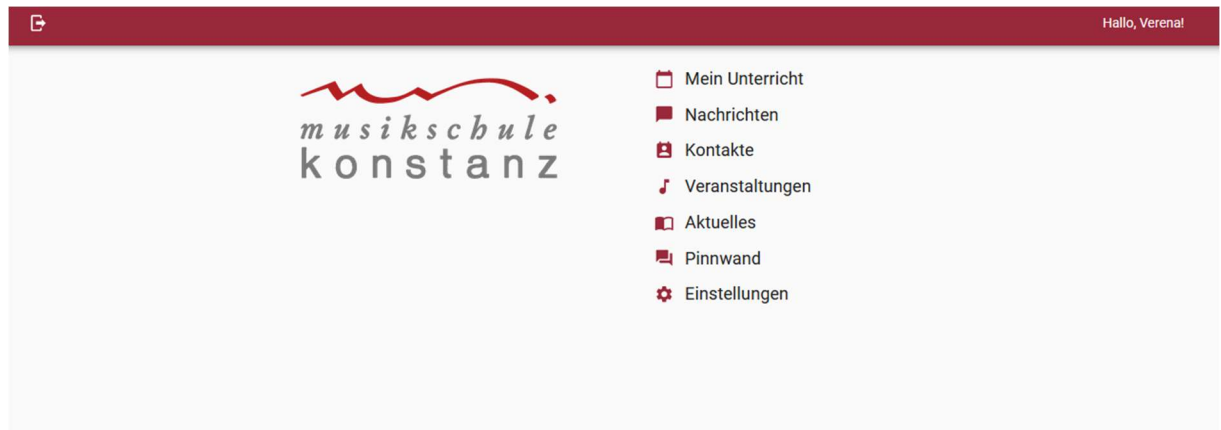 Hallo, Verena!
musikschule
konstanz
Mein Unterricht
Nachrichten
Kontakte
Veranstaltungen
Aktuelles
Pinnwand
Einstellungen